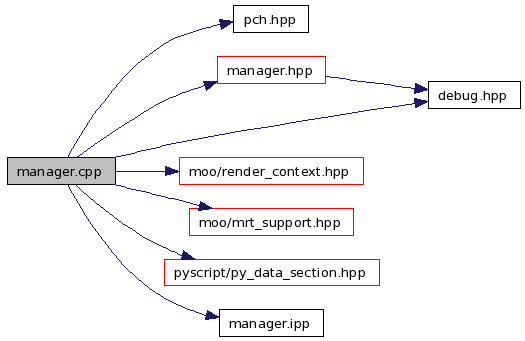 pch.hpp
manager.hpp
debug.hpp
manager.cpp
moo/render_context.hpp
moo/mrt_support.hpp
pyscript/py_data_section.hpp
manager.ipp